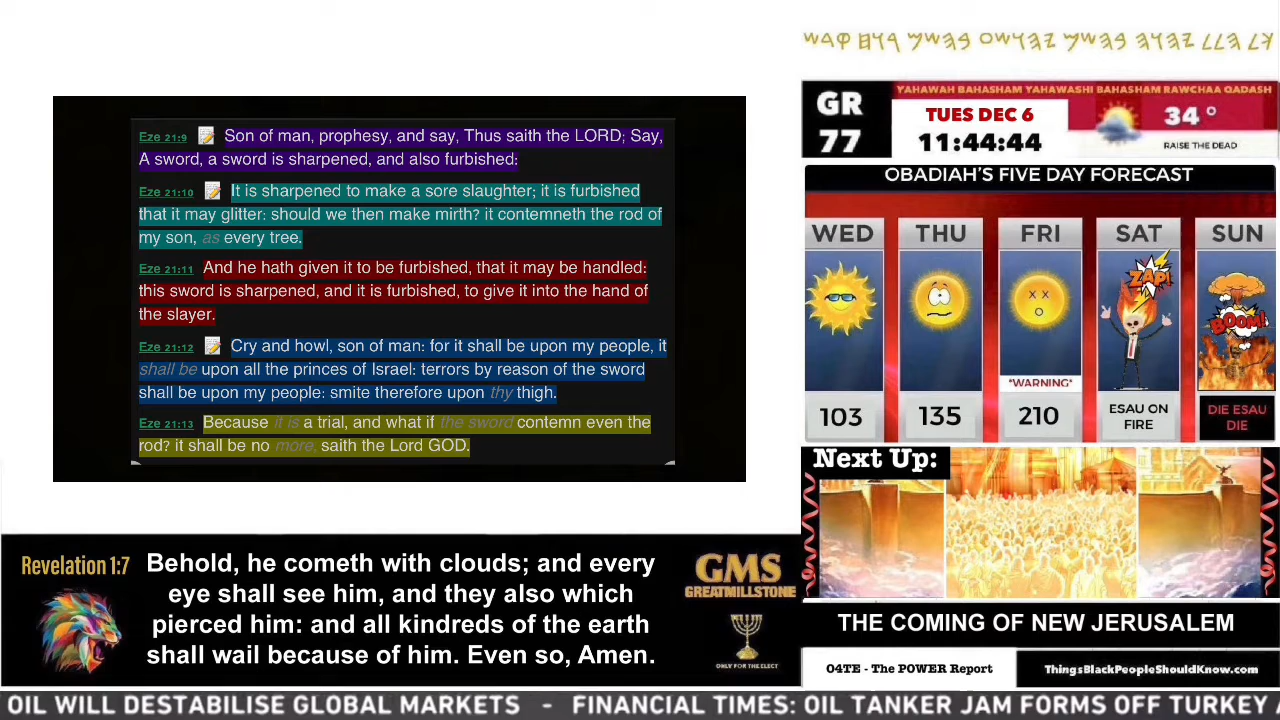 Eze 21:9 Son of man, prophesy, and say, Thus saith the LORD; Say,
A sword, a sword is sharpened, and also furbished:
Eze 21:10 It is sharpened to make a sore slaughter; it is furbished
that it may glitter: should we then make mirth? it contemneth the rod of
my son, as every tree.
Eze 21:11 And he hath given it to be furbished, that it may be handled:
this sword is sharpened, and it is furbished, to give it into the hand of
the slayer.
Eze 21:12 Cry and howl, son of man: for it shall be upon my people, it
shall be upon all the princes of Israel: terrors by reason of the sword
shall be upon my people: smite therefore upon thy thigh.
Eze 21:13 Because it is a trial, and what if the sword contemn even the
rod? it shall be no more, saith the Lord GOD.
GR
77
YAHAWAH BAHASHAM YAHAWASHI BAHASHAM RAWCHAA QADASH
TUES DEC 6
11:44:44
34°
RAISE THE DEAD
OBADIAH'S FIVE DAY FORECAST
WED THU FRI SAT SUN
ZAP!
BOOM!
*WARNING*
103 135 210 ESAU ON
FIRE DIE ESAU
DIE
Next Up:
THE COMING OF NEW JERUSALEM
O4TE - The POWER Report
ThingsBlackPeopleShouldKnow.com
Revelation 1:7
Behold, he cometh with clouds; and every
eye shall see him, and they also which
pierced him: and all kindreds of the earth
shall wail because of him. Even so, Amen.
GMS
GREATMILLSTONE
ONLY FOR THE ELECT
OIL WILL DESTABILISE GLOBAL MARKETS - FINANCIAL TIMES: OIL TANKER JAM FORMS OFF TURKEY